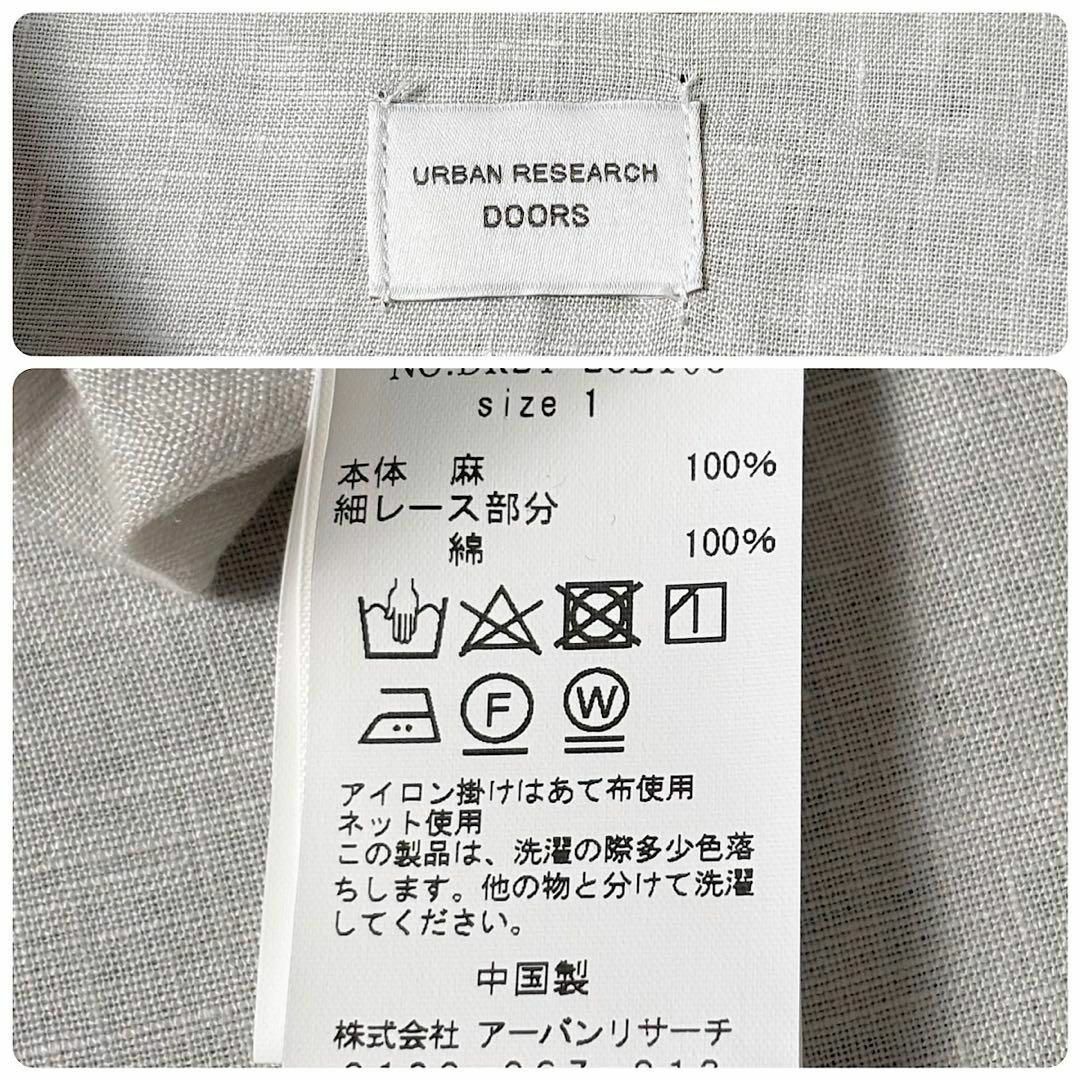 URBAN RESEARCH
DOORS
size 1
本体 麻 100%
細レース部分
綿 100%
F W
アイロン掛けはあて布使用
ネット使用
この製品は、洗濯の際多少色落
ちします。他の物と分けて洗濯
してください。
中国製
株式会社 アーバンリサーチ